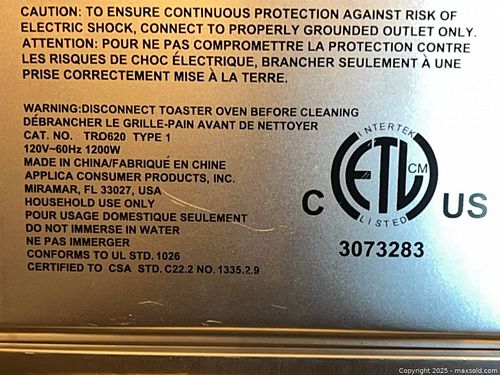 CAUTION: TO ENSURE CONTINUOUS PROTECTION AGAINST RISK OF
ELECTRIC SHOCK, CONNECT TO PROPERLY GROUNDED OUTLET ONLY.
ATTENTION: POUR NE PAS COMPROMETTRE LA PROTECTION CONTRE
LES RISQUES DE CHOC ÉLECTRIQUE, BRANCHER SEULEMENT À UNE
PRISE CORRECTEMENT MISE À LA TERRE.
WARNING:DISCONNECT TOASTER OVEN BEFORE CLEANING
DÉBRANCHER LE GRILLE-PAIN AVANT DE NETTOYER
CAT. NO. TRO620 TYPE 1
120V~60Hz 1200W
MADE IN CHINA/FABRIQUÉ EN CHINE
APPLICA CONSUMER PRODUCTS, INC.
MIRAMAR, FL 33027, USA
HOUSEHOLD USE ONLY
POUR USAGE DOMESTIQUE SEULEMENT
DO NOT IMMERSE IN WATER
NE PAS IMMERGER
CONFORMS TO UL STD. 1026
CERTIFIED TO CSA STD. C22.2 NO. 1335.2.9
INTERTEK
C ETL CM US
LISTED
3073283
Copyright © 2025 - maxsold.com